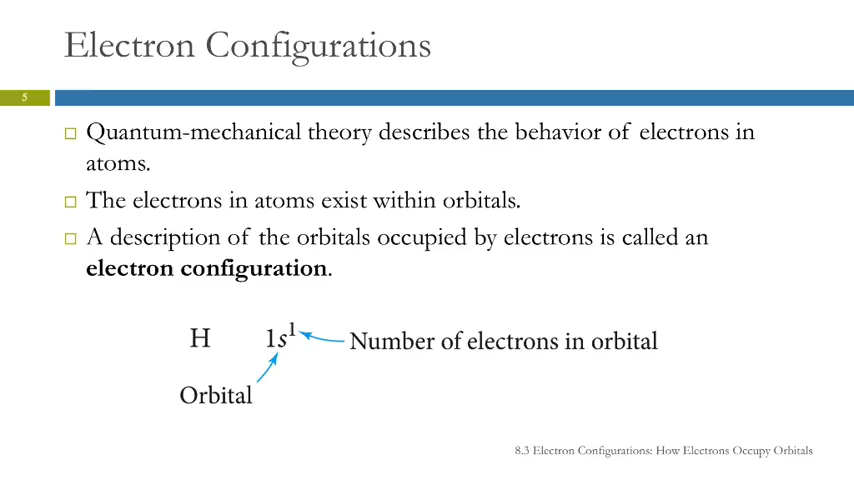 Electron Configurations
5
□ Quantum-mechanical theory describes the behavior of electrons in
atoms.
□ The electrons in atoms exist within orbitals.
□ A description of the orbitals occupied by electrons is called an
electron configuration.
H 1s¹ Number of electrons in orbital
Orbital
8.3 Electron Configurations: How Electrons Occupy Orbitals